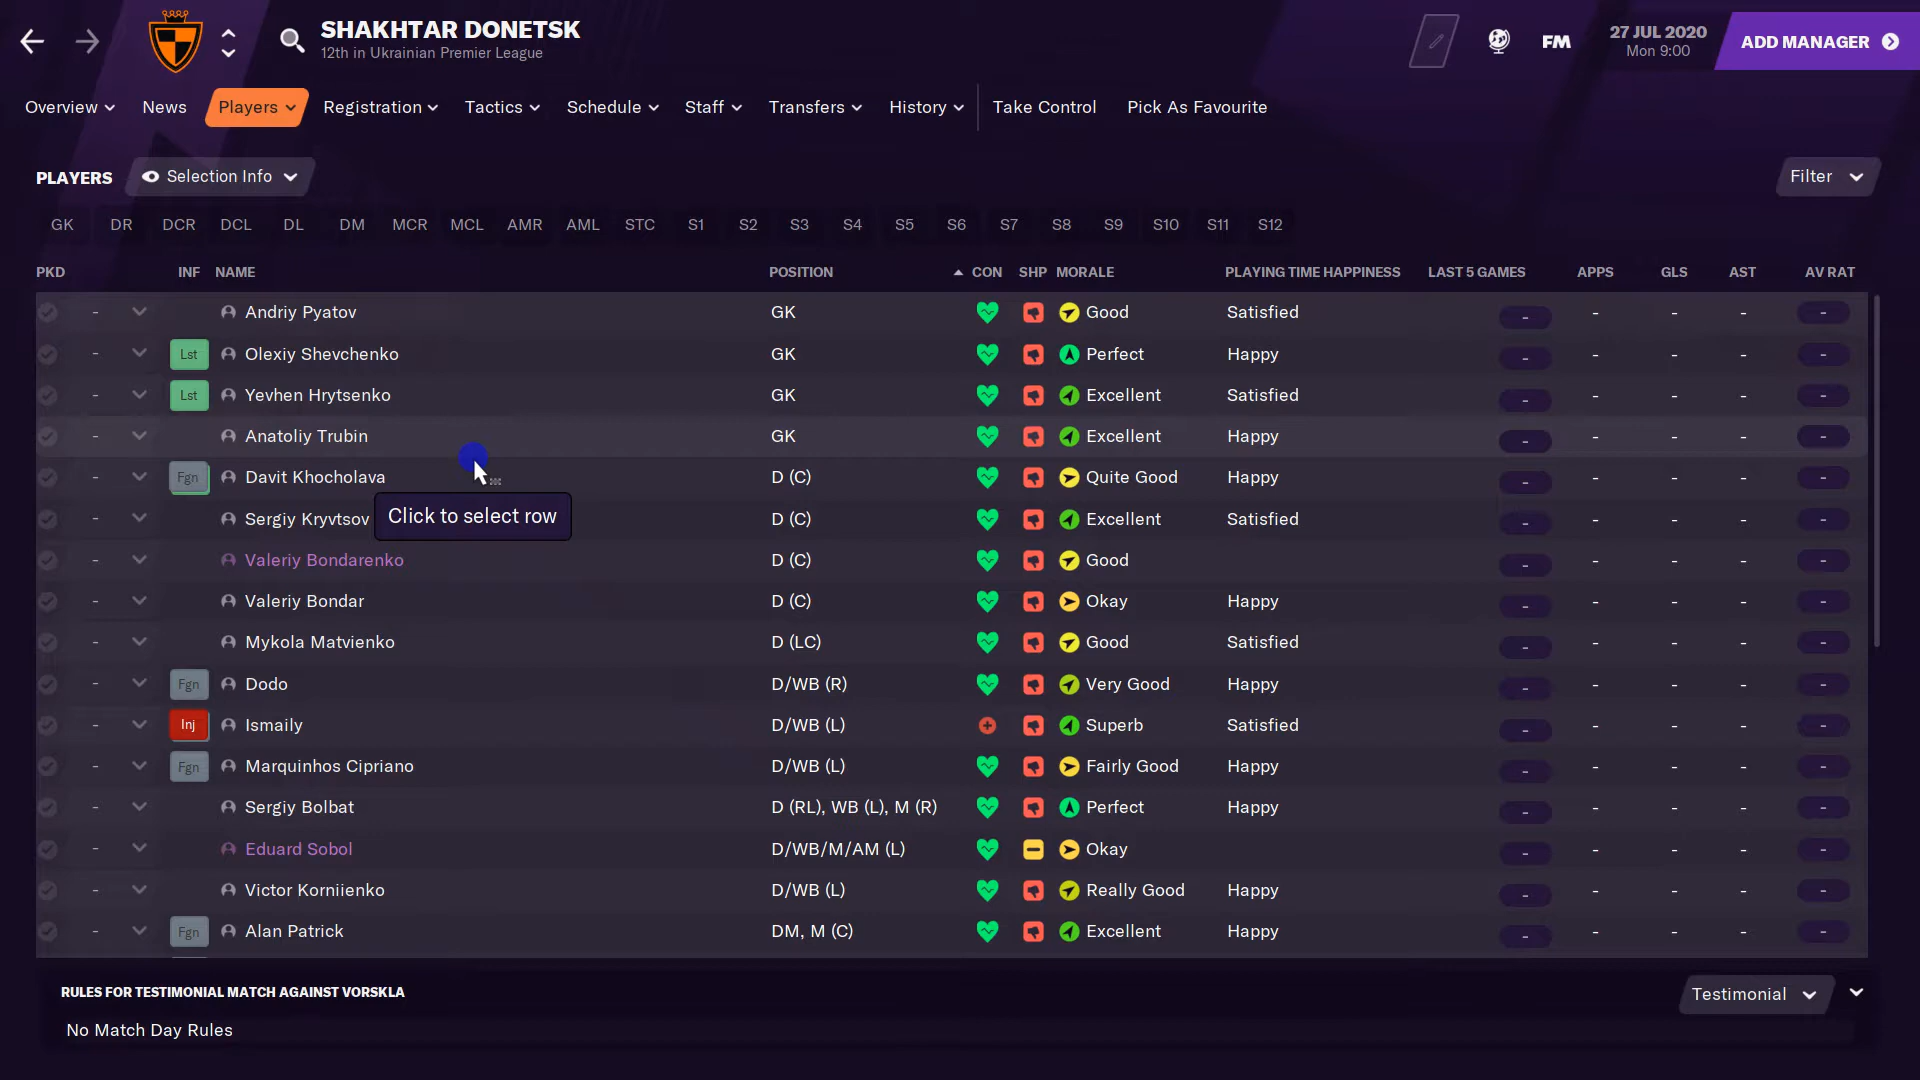 SHAKHTAR DONETSK
12th in Ukrainian Premier League
FM
27 JUL 2020
Mon 9:00
ADD MANAGER
Overview News Players Registration Tactics Schedule Staff Transfers History Take Control Pick As Favourite
PLAYERS Selection Info Filter
GK DR DCR DCL DL DM MCR MCL AMR AML STC S1 S2 S3 S4 S5 S6 S7 S8 S9 S10 S11 S12
PKD INF NAME POSITION CON SHP MORALE PLAYING TIME HAPPINESS LAST 5 GAMES APPS GLS AST AV RAT
- Andriy Pyatov GK Good Satisfied - - - - -
- Lst Olexiy Shevchenko GK Perfect Happy - - - - -
- Lst Yevhen Hrytsenko GK Excellent Satisfied - - - - -
- Anatoliy Trubin GK Excellent Happy - - - - -
- Fgn Davit Khocholava D (C) Quite Good Happy - - - - -
- Sergiy Kryvtsov D (C) Excellent Satisfied - - - - -
Click to select row
- Valeriy Bondarenko D (C) Good - - - - -
- Valeriy Bondar D (C) Okay Happy - - - - -
- Mykola Matvienko D (LC) Good Satisfied - - - - -
- Fgn Dodo D/WB (R) Very Good Happy - - - - -
- Inj Ismaily D/WB (L) Superb Satisfied - - - - -
- Fgn Marquinhos Cipriano D/WB (L) Fairly Good Happy - - - - -
- Sergiy Bolbat D (RL), WB (L), M (R) Perfect Happy - - - - -
- Eduard Sobol D/WB/M/AM (L) Okay - - - - -
- Victor Korniienko D/WB (L) Really Good Happy - - - - -
- Fgn Alan Patrick DM, M (C) Excellent Happy - - - - -
RULES FOR TESTIMONIAL MATCH AGAINST VORSKLA
Testimonial
No Match Day Rules